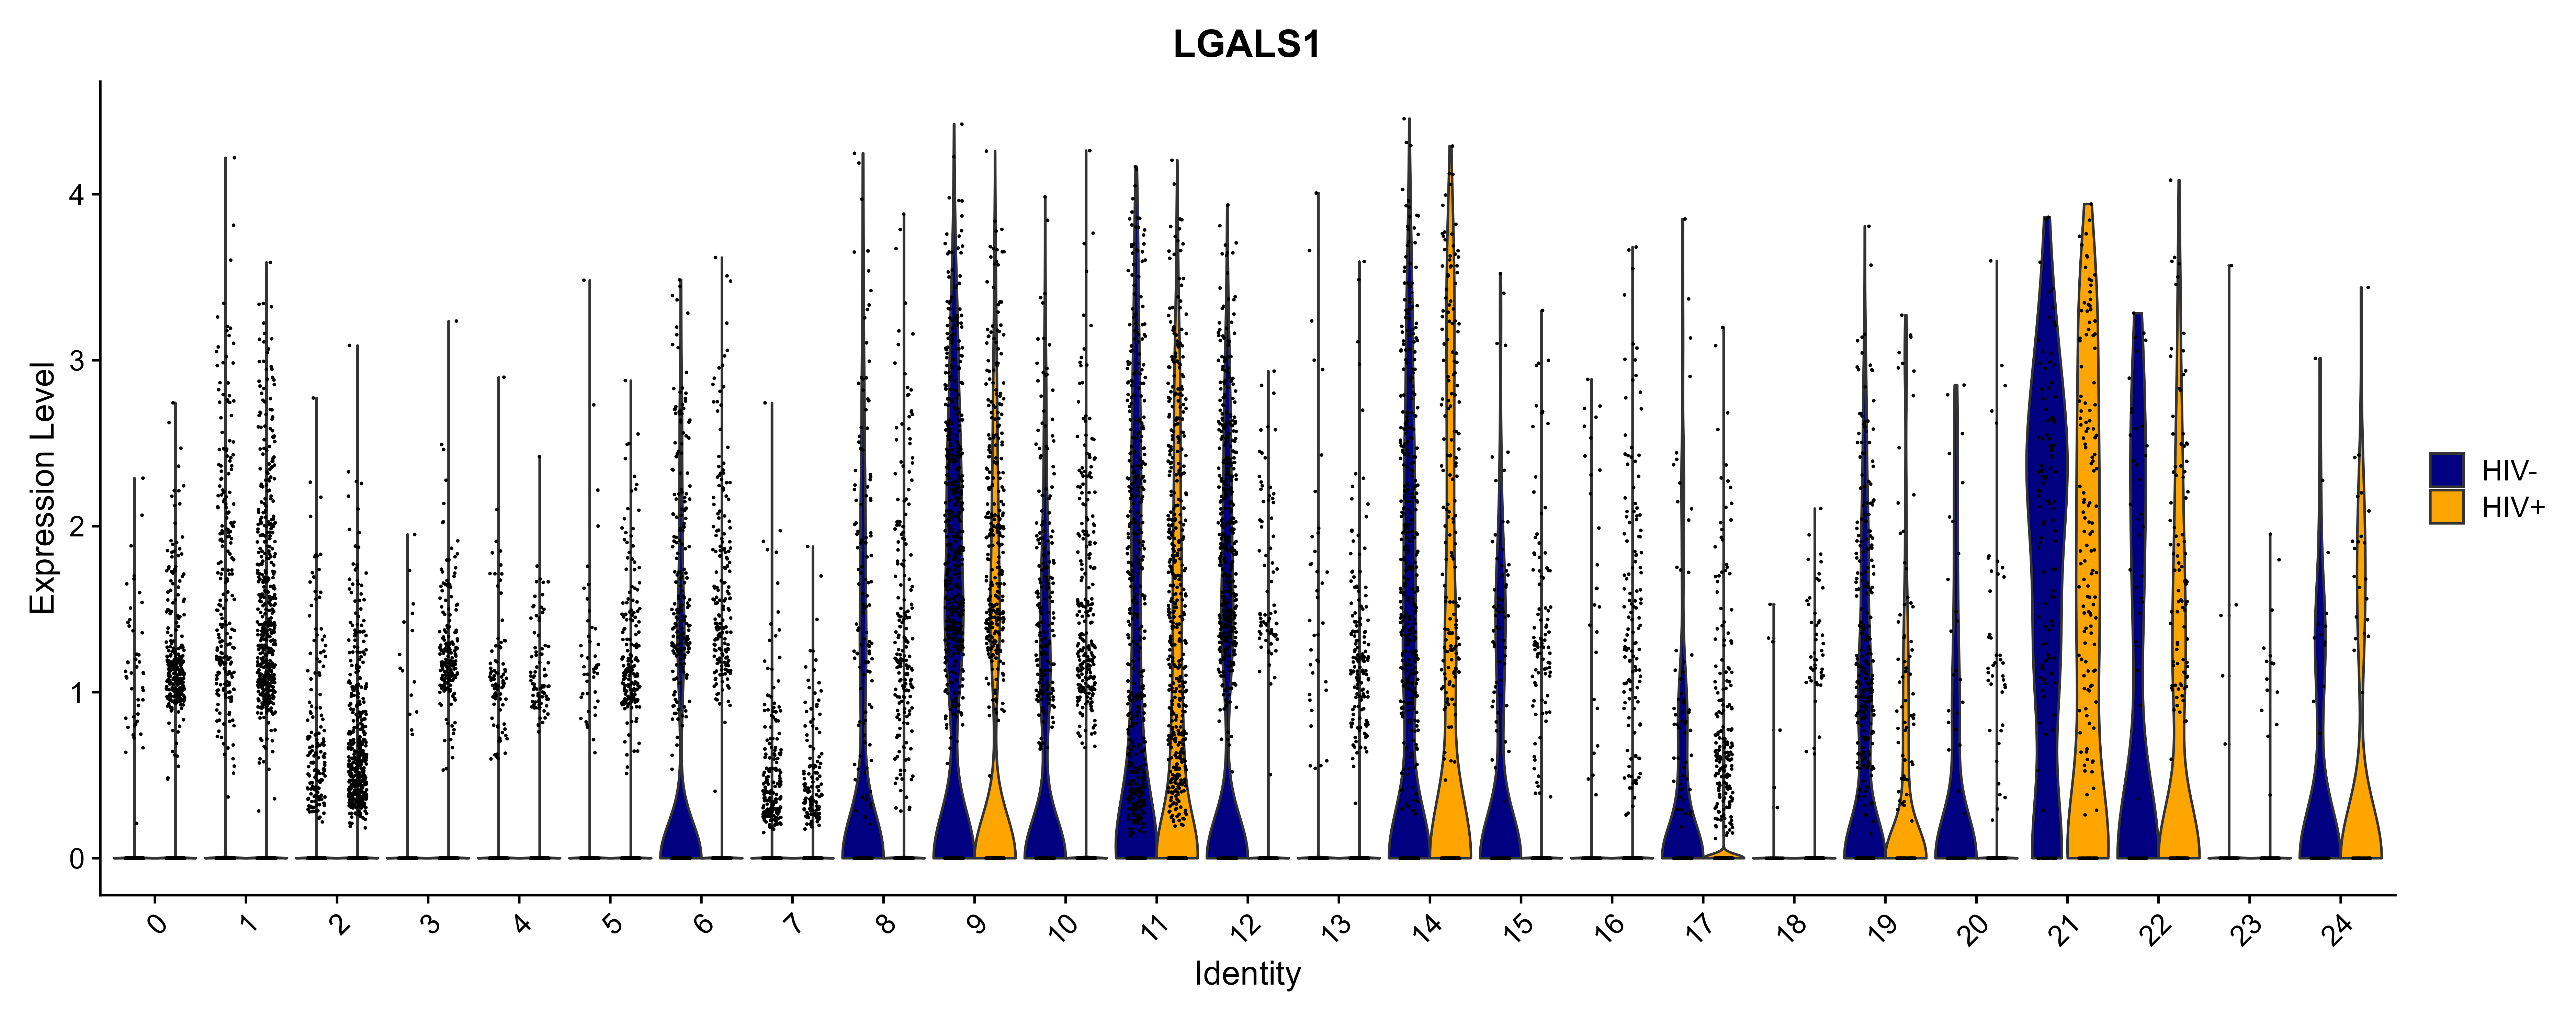 LGALS1
Expression Level
4
3
2
1
0
0 1 2 3 4 5 6 7 8 9 10 11 12 13 14 15 16 17 18 19 20 21 22 23 24
Identity
HIV-
HIV+